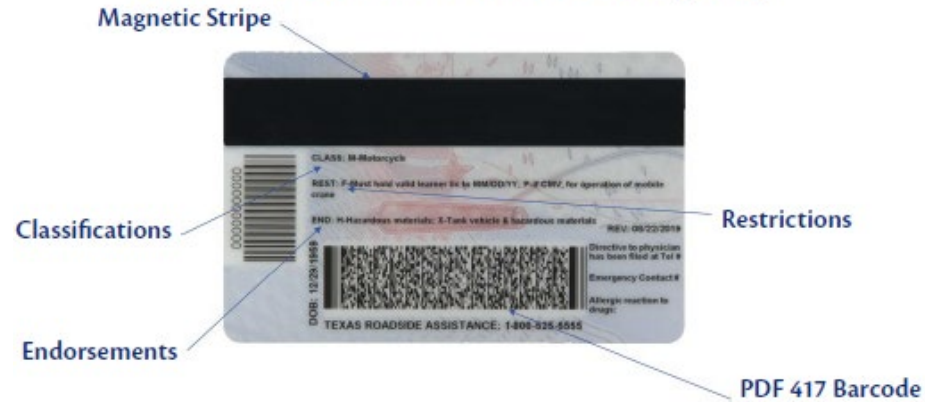 Magnetic Stripe
CLASS: M-Motorcycle
REST: F-Must hold valid learner lic to MM/DD/YY, P-If CMV, for operation of mobile
crane
END: H-Hazardous materials: X-Tank vehicle & hazardous materials
REV: 08/22/2019
00000000000
Classifications
Restrictions
Directive to physician
has been filed at Tel #
Emergency Contact #
Allergic reaction to
drugs:
DOB: 12/29/1959
TEXAS ROADSIDE ASSISTANCE: 1-800-525-5555
Endorsements
PDF 417 Barcode